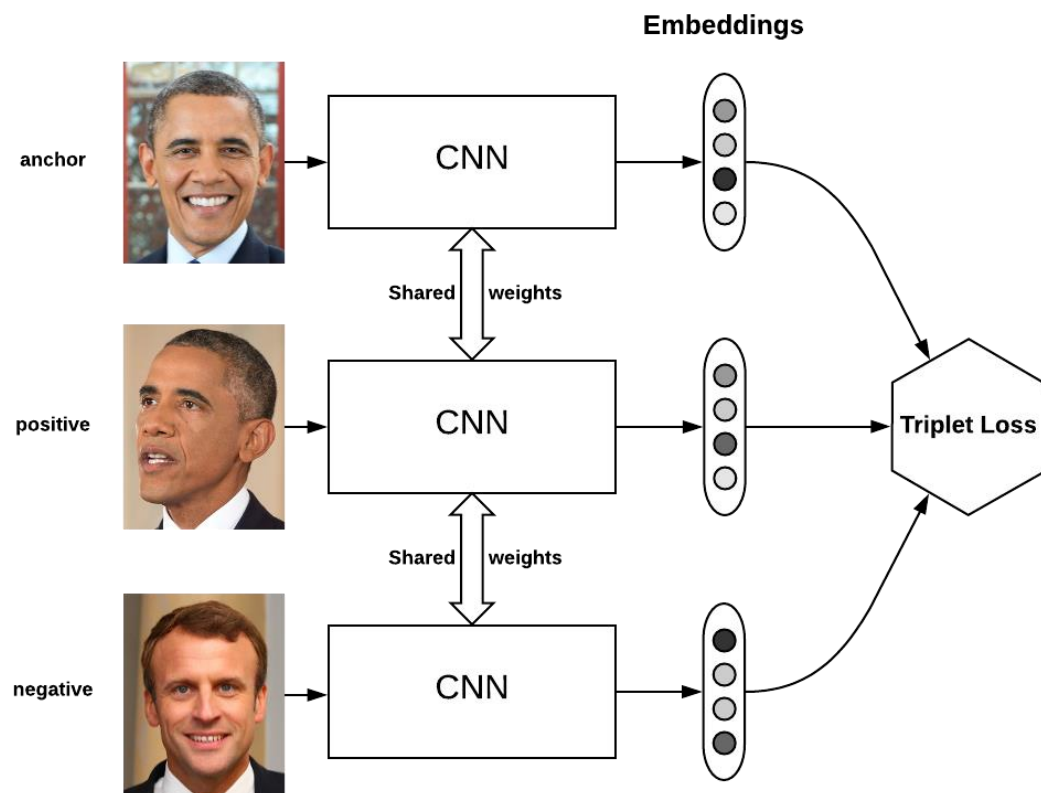 Embeddings
anchor
CNN
Shared weights
positive
CNN
Triplet Loss
Shared weights
negative
CNN